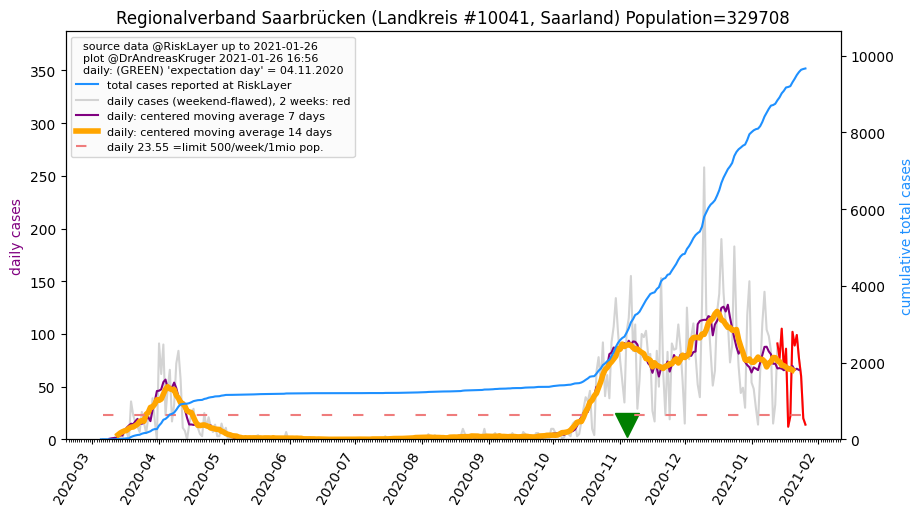 Regionalverband Saarbrücken (Landkreis #10041, Saarland) Population=329708
source data @RiskLayer up to 2021-01-26
plot @DrAndreasKruger 2021-01-26 16:56
daily: (GREEN) 'expectation day' = 04.11.2020
total cases reported at RiskLayer
daily cases (weekend-flawed), 2 weeks: red
daily: centered moving average 7 days
daily: centered moving average 14 days
daily 23.55 =limit 500/week/1mio pop.
daily cases
350
300
250
200
150
100
50
0
cumulative total cases
10000
8000
6000
4000
2000
0
2020-03
2020-04
2020-05
2020-06
2020-07
2020-08
2020-09
2020-10
2020-11
2020-12
2021-01
2021-02